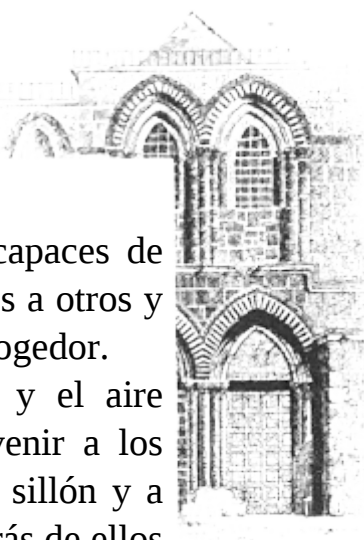 capaces de
s a otros y
ogedor.
y el aire
venir a los
sillón y a
rás de ellos